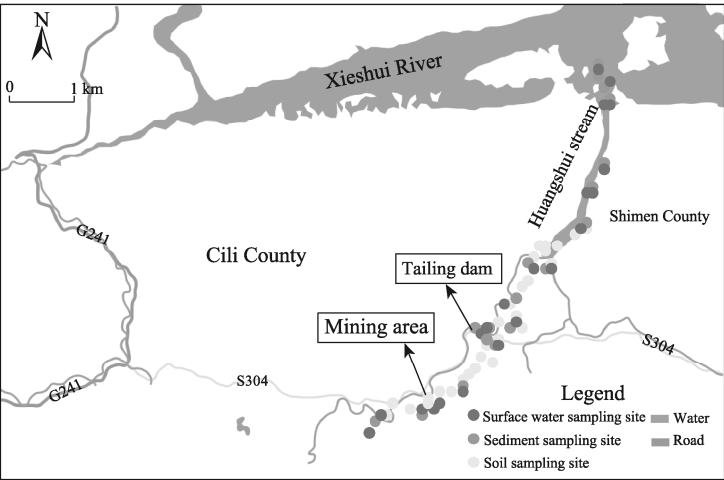 N
0 1 km
Xieshui River
Huangshui stream
Shimen County
G241
Cili County
Tailing dam
Mining area
S304
S304
G241
Legend
Surface water sampling site
Water
Sediment sampling site
Road
Soil sampling site